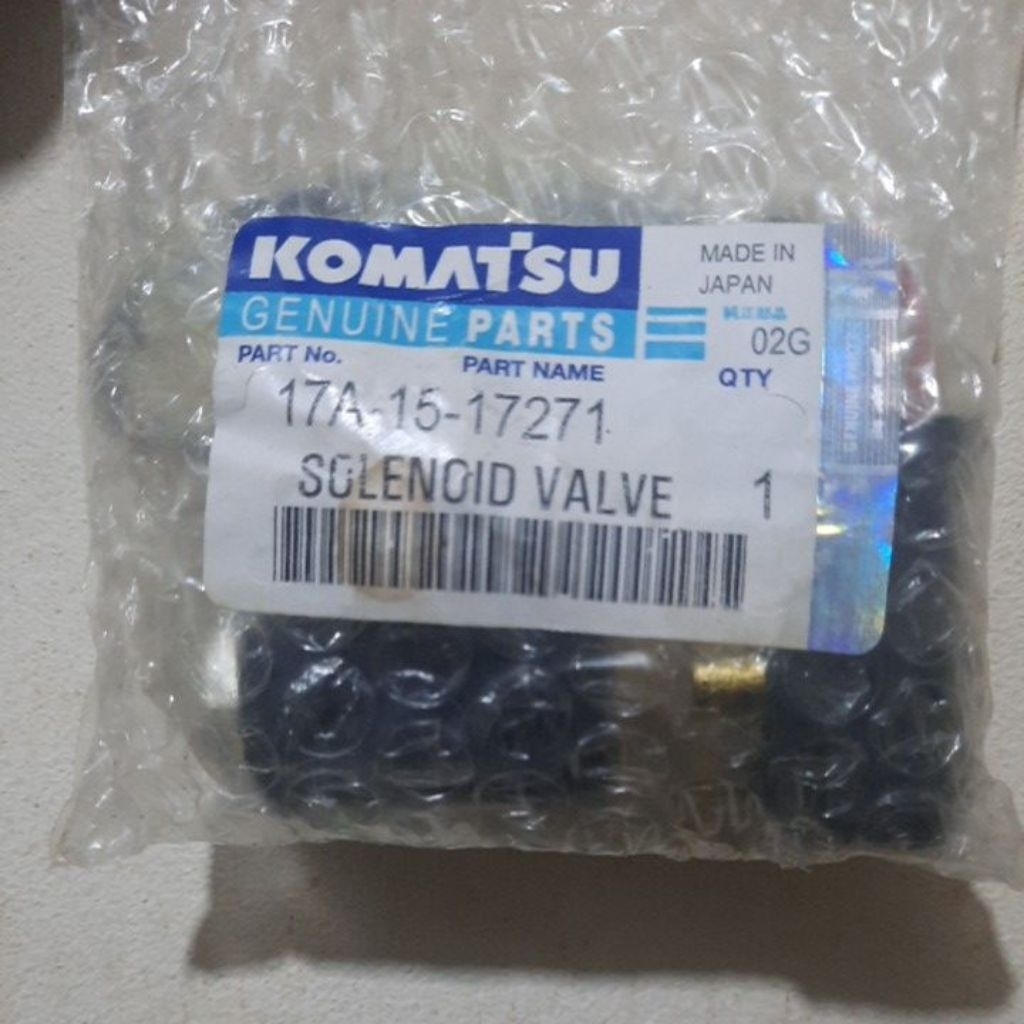 KOMATSU
GENUINE PARTS
MADE IN
JAPAN
02G
PART No.
PART NAME
QTY
17A-15-17271
SOLENOID VALVE
1